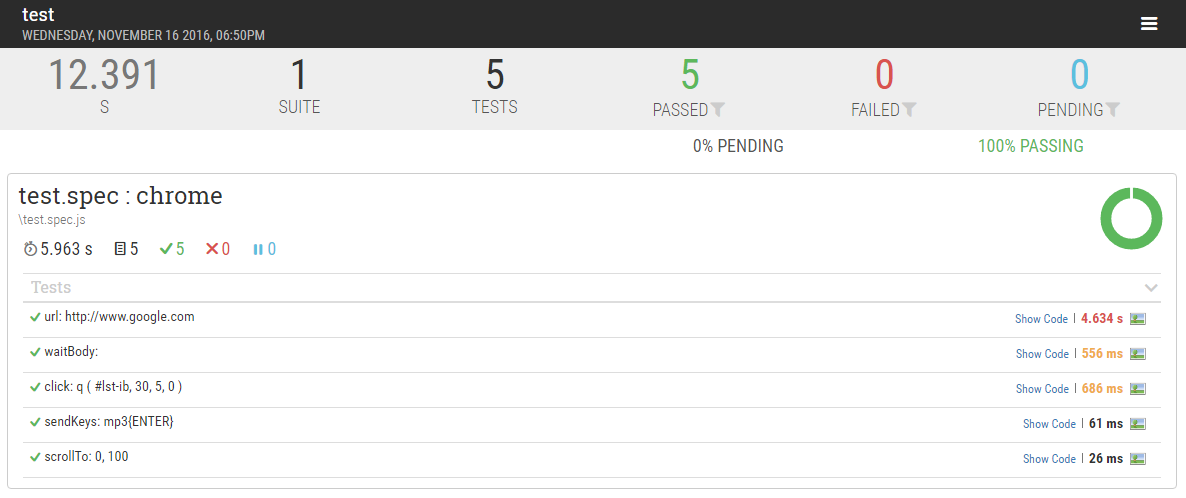 test
WEDNESDAY, NOVEMBER 16 2016, 06:50PM
12.391 1 5 5 0 0
S SUITE TESTS PASSED FAILED PENDING
0% PENDING 100% PASSING
test.spec : chrome
\test.spec.js
5.963 s 5 5 0 0
Tests
url: http://www.google.com Show Code | 4.634 s
waitBody: Show Code | 556 ms
click: q ( #lst-ib, 30, 5, 0 ) Show Code | 686 ms
sendKeys: mp3{ENTER} Show Code | 61 ms
scrollTo: 0, 100 Show Code | 26 ms